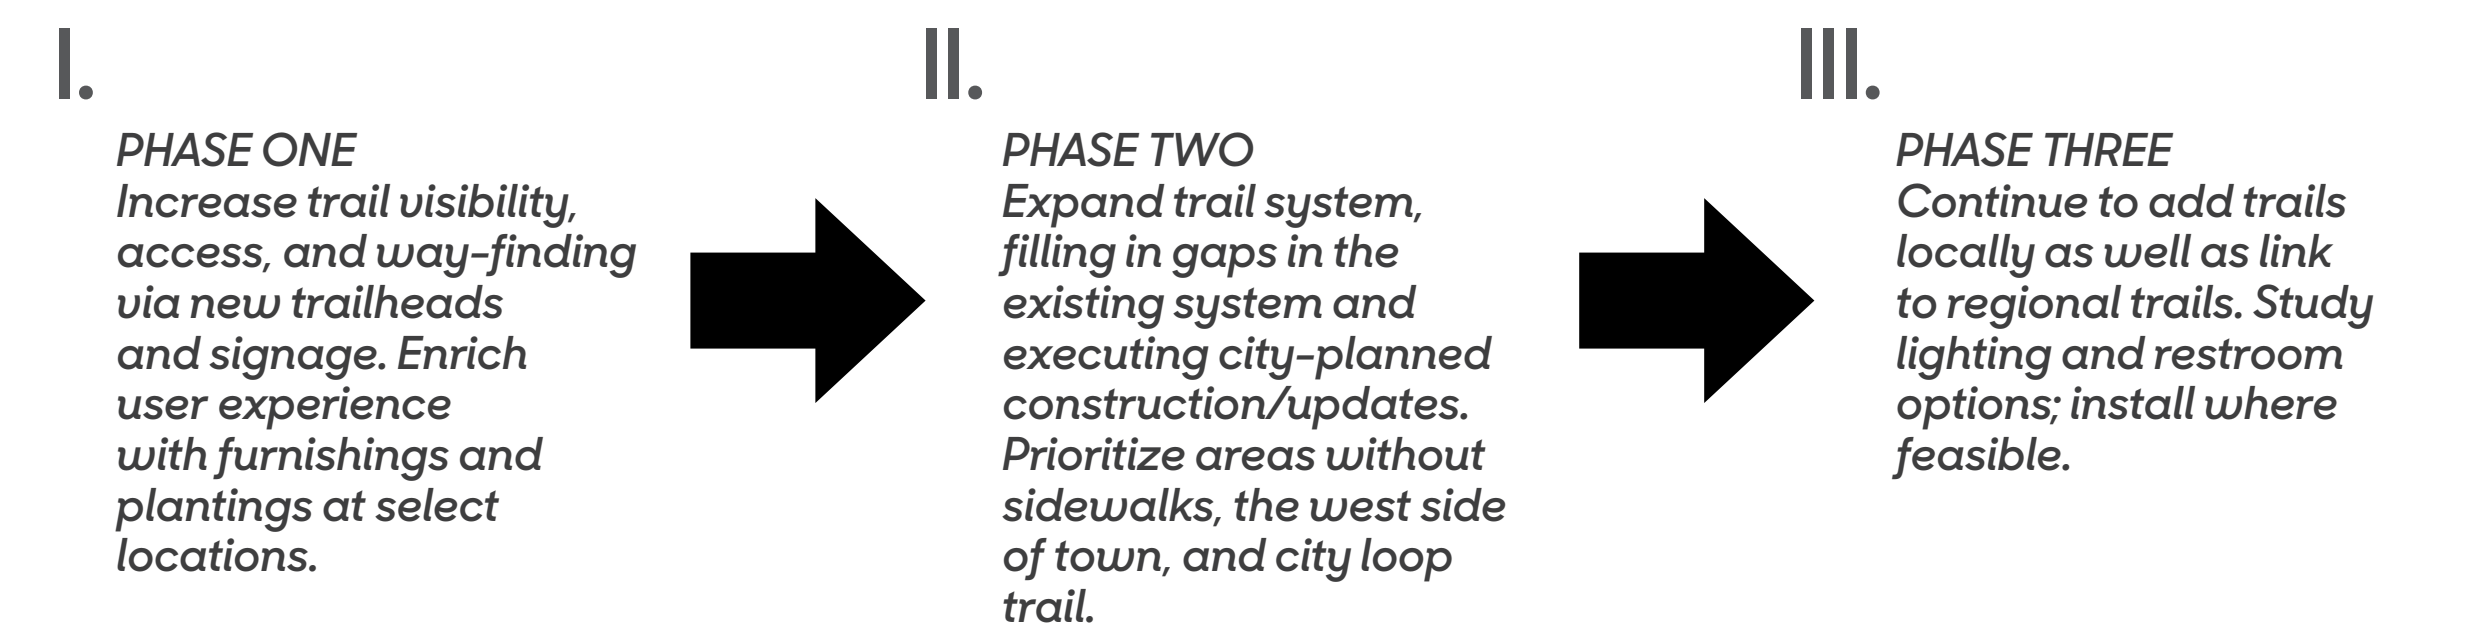 I.
PHASE ONE
Increase trail visibility,
access, and way-finding
via new trailheads
and signage. Enrich
user experience
with furnishings and
plantings at select
locations.
II.
PHASE TWO
Expand trail system,
filling in gaps in the
existing system and
executing city-planned
construction/updates.
Prioritize areas without
sidewalks, the west side
of town, and city loop
trail.
III.
PHASE THREE
Continue to add trails
locally as well as link
to regional trails. Study
lighting and restroom
options; install where
feasible.